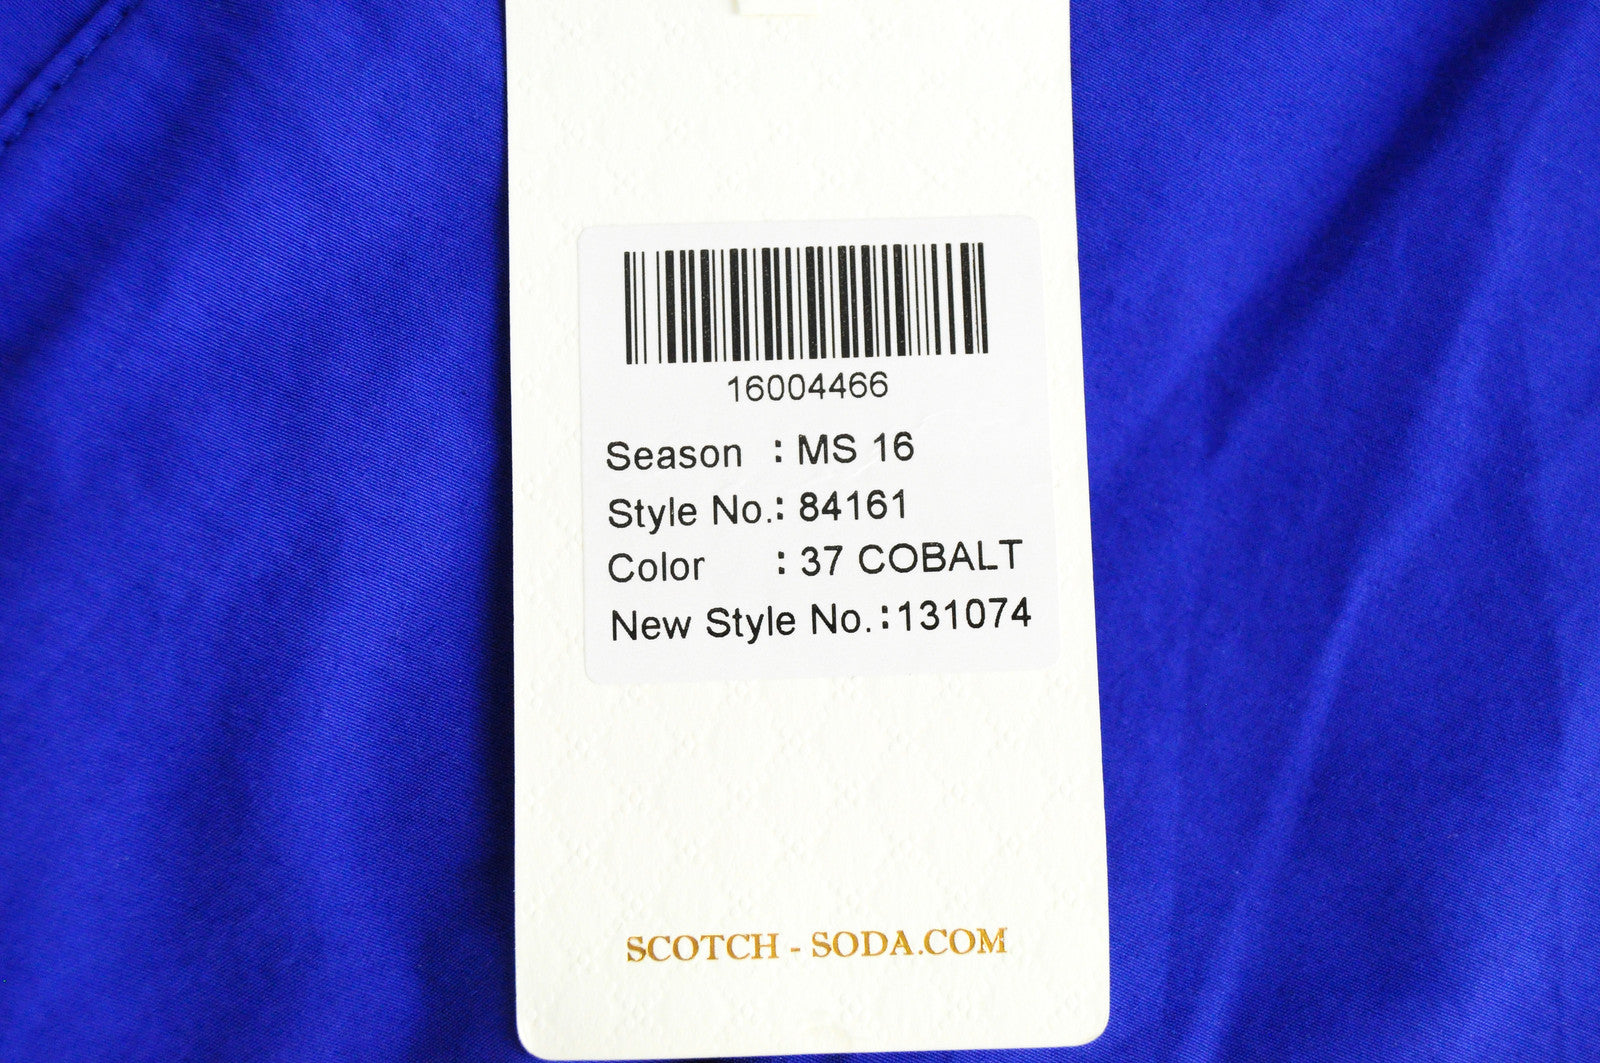 16004466
Season : MS 16
Style No.: 84161
Color : 37 COBALT
New Style No.:131074
SCOTCH - SODA.COM